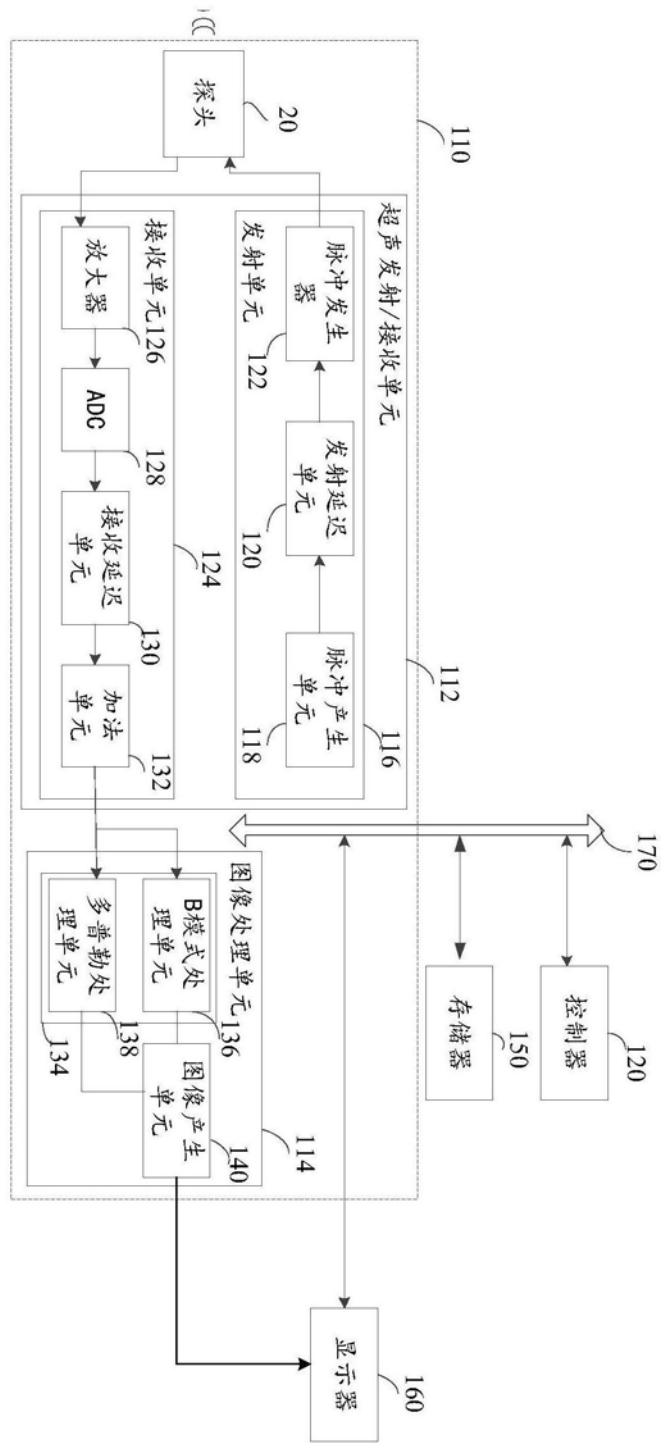 110
20
探头
超声发射/接收单元
112
发射单元
脉冲发生
器
122
发射延迟
单元
120
脉冲产生
单元
118
116
接收单元
放大器
126
ADC
128
接收延迟
单元
130
加法
单元
132
124
170
控制器
120
存储器
150
图像处理单元
B模式处
理单元
136
多普勒处
理单元
138
134
图像产生
单元
140
114
显示器
160